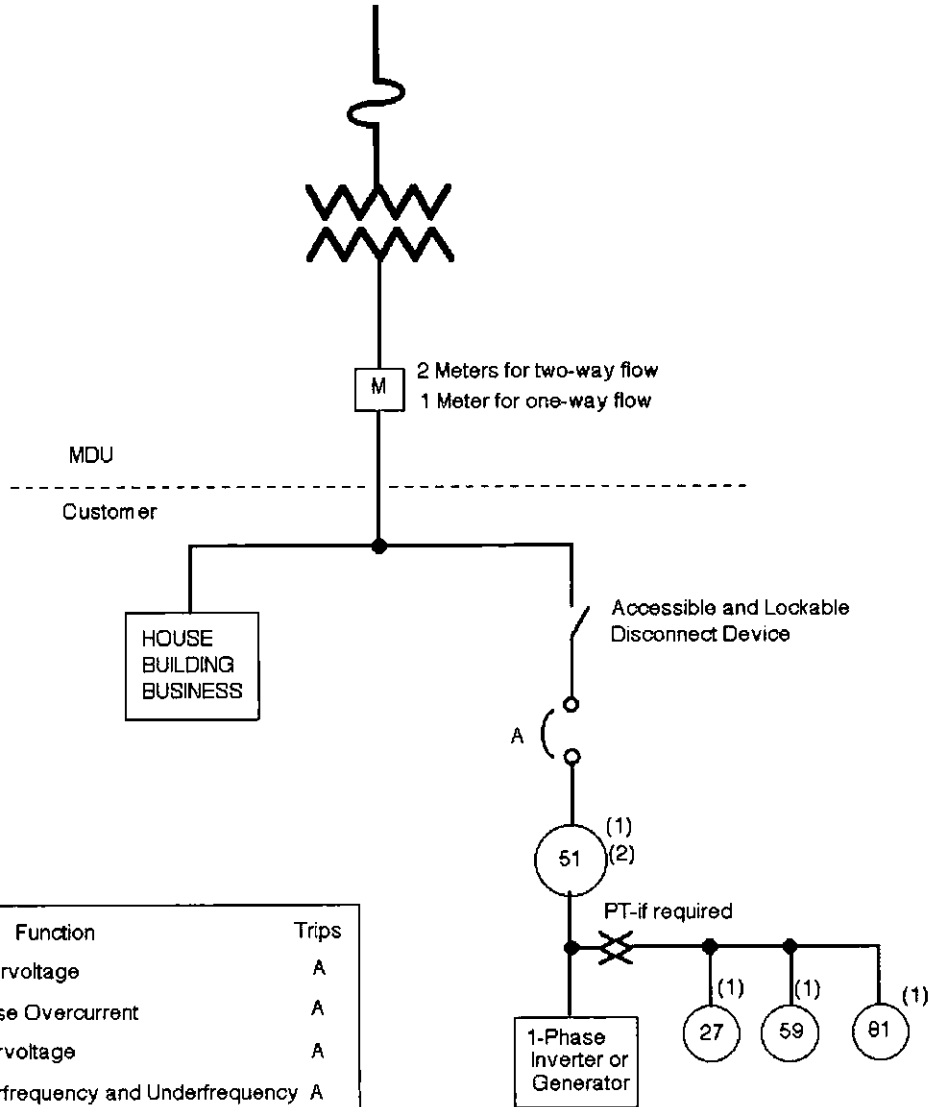 M
2 Meters for two-way flow
1 Meter for one-way flow
MDU
Customer
HOUSE
BUILDING
BUSINESS
Accessible and Lockable
Disconnect Device
A
51
(1)
(2)
PT-if required
27
(1)
59
(1)
81
(1)
1-Phase
Inverter or
Generator
Function Trips
rvoltage A
se Overcurrent A
rvoltage A
rfrequency and Underfrequency A